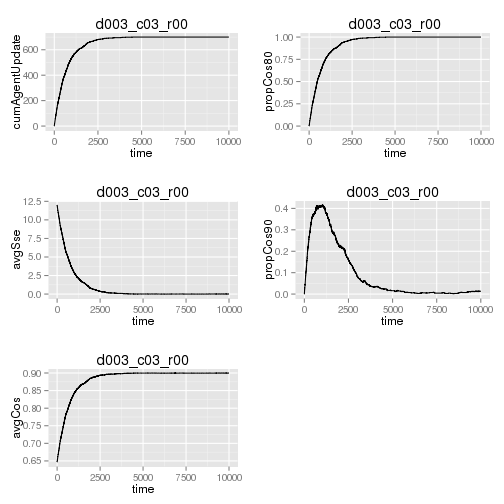 d003_c03_r00
cumAgentUpdate
600
400
200
0
0 2500 5000 7500 10000
time
d003_c03_r00
propCos80
1.00
0.75
0.50
0.25
0.00
0 2500 5000 7500 10000
time
d003_c03_r00
avgSse
12.5
10.0
7.5
5.0
2.5
0.0
0 2500 5000 7500 10000
time
d003_c03_r00
propCos90
0.4
0.3
0.2
0.1
0.0
0 2500 5000 7500 10000
time
d003_c03_r00
avgCos
0.90
0.85
0.80
0.75
0.70
0.65
0 2500 5000 7500 10000
time